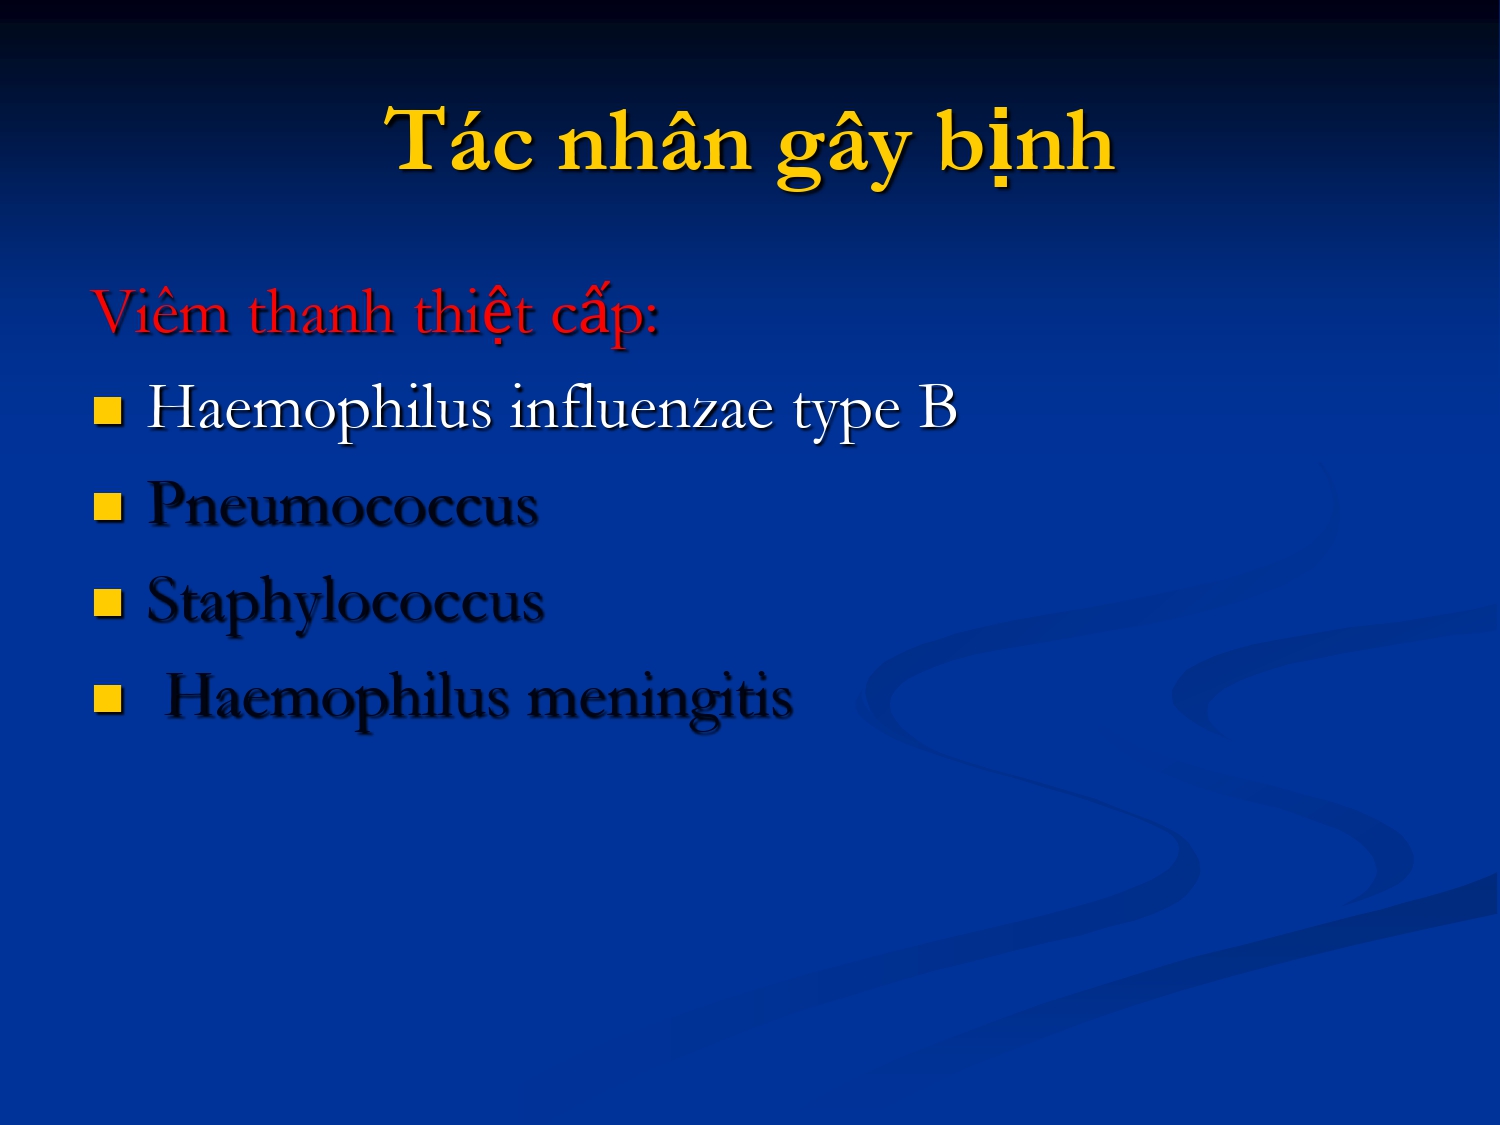 Tác nhân gây bịnh
Viêm thanh thiệt cấp:
Haemophilus influenzae type B
Pneumococcus
Staphylococcus
Haemophilus meningitis